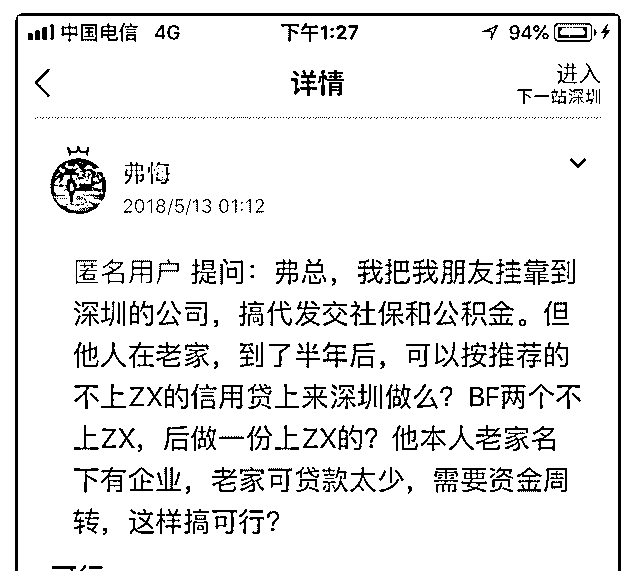 中国电信 4G 下午1:27 94%
详情
进入
下一站深圳
弗悔
2018/5/13 01:12
匿名用户 提问：弗总，我把我朋友挂靠到
深圳的公司，搞代发交社保和公积金。但
他人在老家，到了半年后，可以按推荐的
不上ZX的信用贷上来深圳做么？BF两个不
上ZX，后做一份上ZX的？他本人老家名
下有企业，老家可贷款太少，需要资金周
转，这样搞可行？
可行